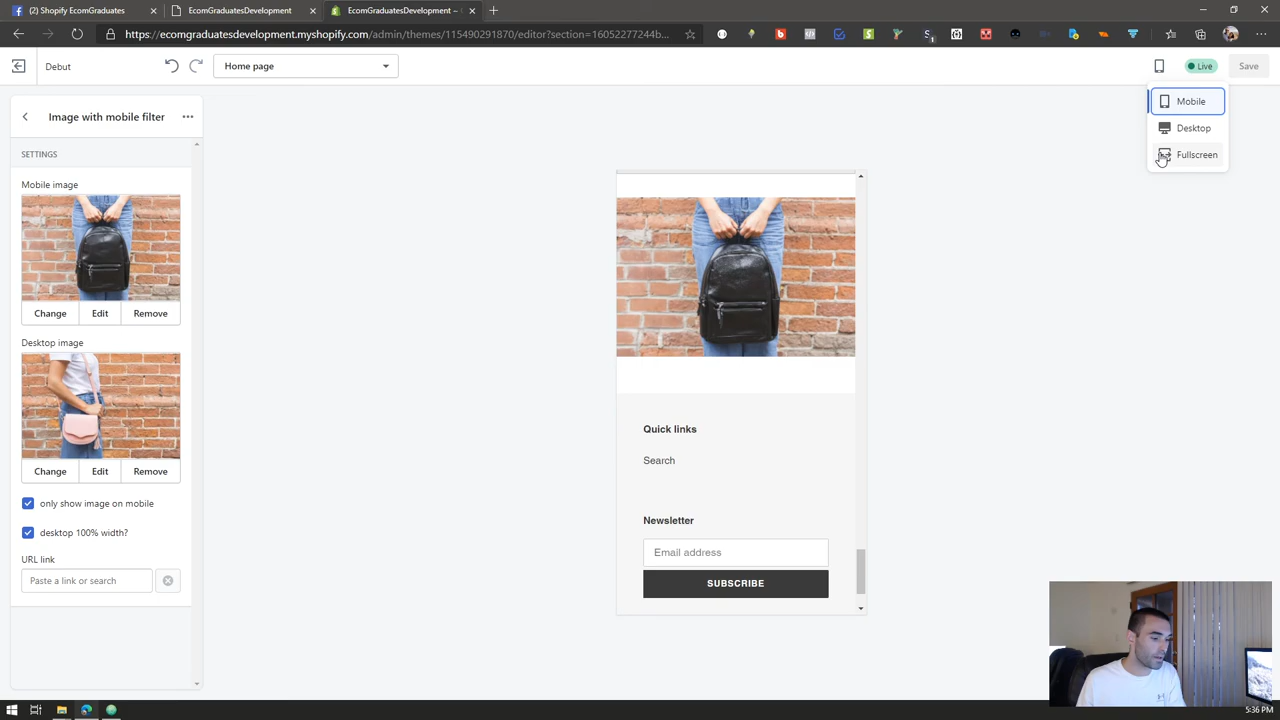 (2) Shopify EcomGraduates
EcomGraduatesDevelopment
EcomGraduatesDevelopment ~
https://ecomgraduatesdevelopment.myshopify.com/admin/themes/115490291870/editor?section=16052277244b...
Debut
Home page
Live
Save
Mobile
Desktop
Fullscreen
Image with mobile filter
SETTINGS
Mobile image
Change
Edit
Remove
Desktop image
Change
Edit
Remove
only show image on mobile
desktop 100% width?
URL link
Paste a link or search
Quick links
Search
Newsletter
Email address
SUBSCRIBE
5:36 PM